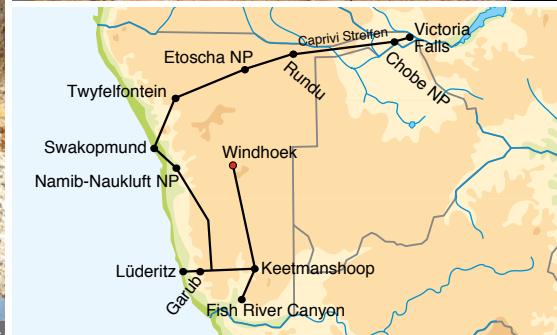 Victoria
Falls
Caprivi Streifen
Etoscha NP
Rundu
Chobe NP
Twyfelfontein
Swakopmund
Windhoek
Namib-Naukluft NP
Lüderitz
Garub
Keetmanshoop
Fish River Canyon